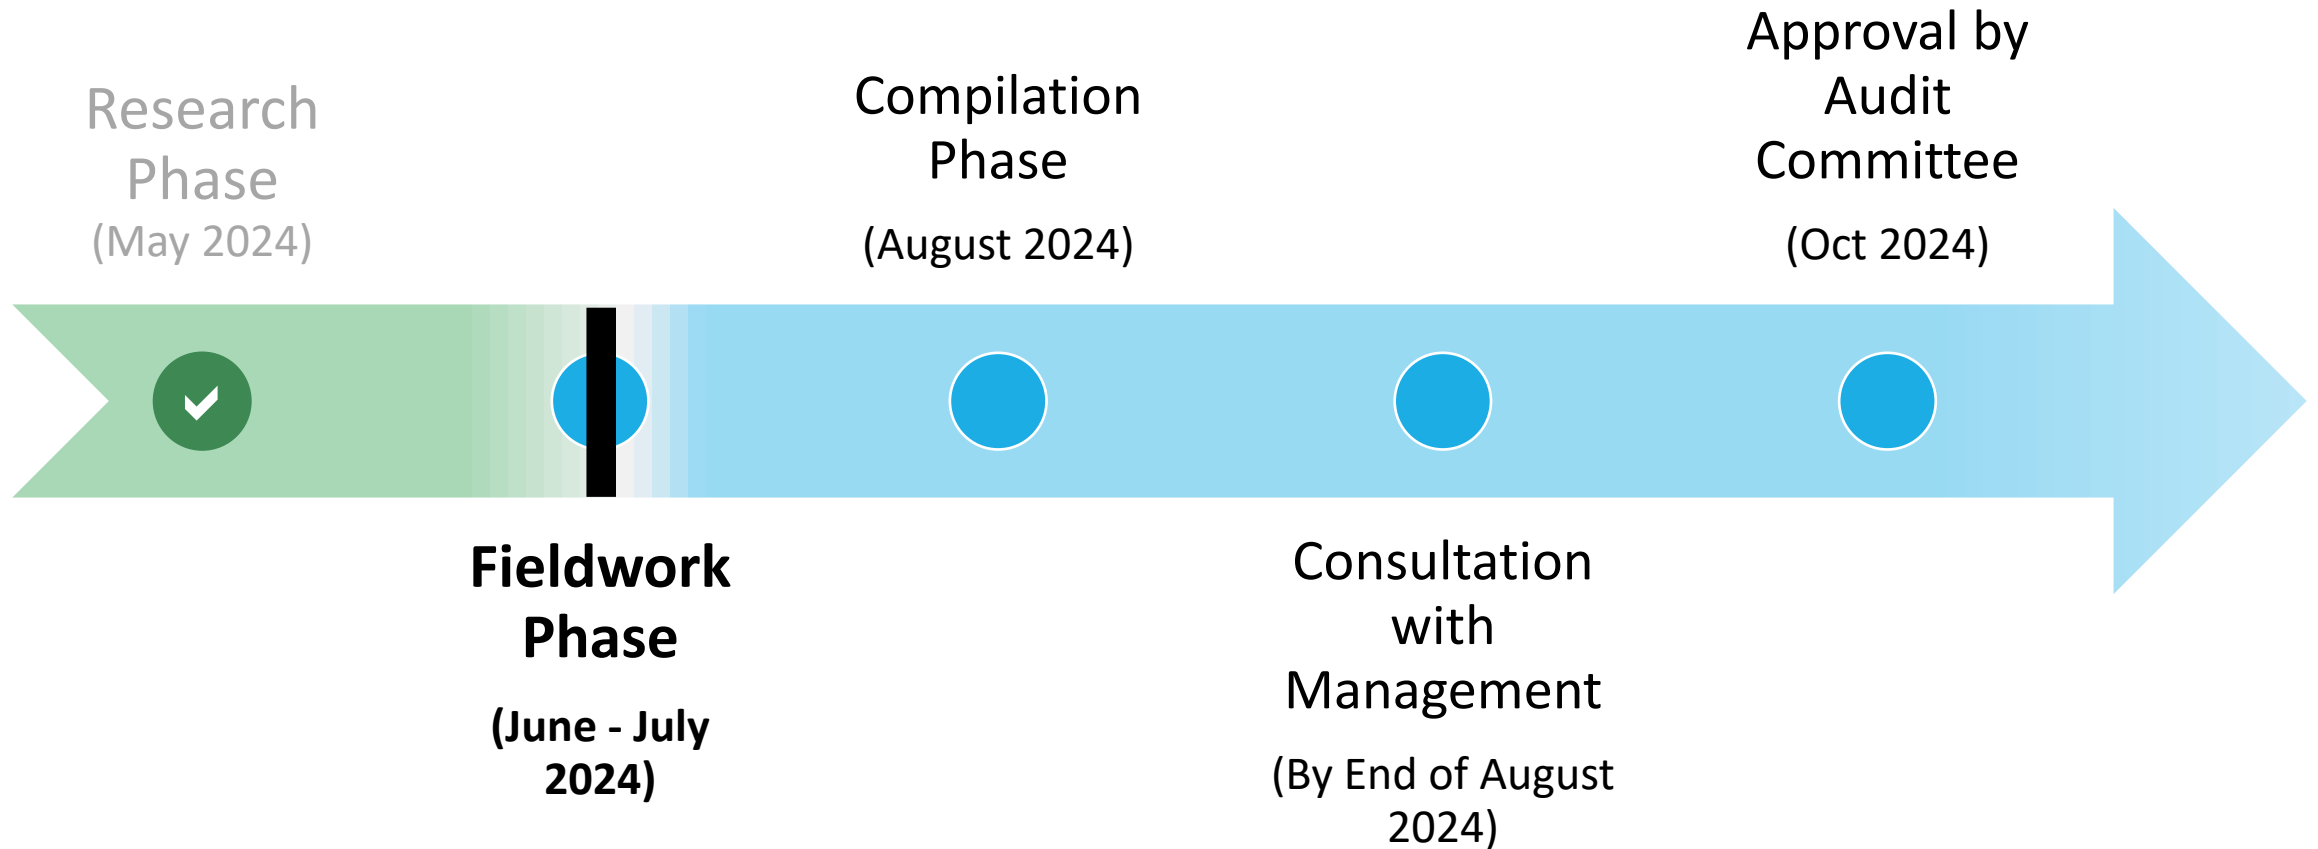 Research
Phase
(May 2024)
Fieldwork
Phase
(June - July
2024)
Compilation
Phase
(August 2024)
Consultation
with
Management
(By End of August
2024)
Approval by
Audit
Committee
(Oct 2024)